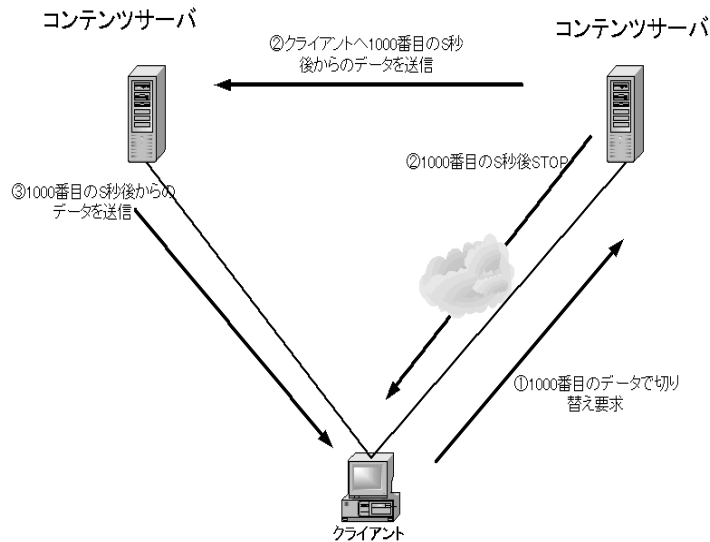 コンテンツサーバ
コンテンツサーバ
②クライアントへ1000番目のS秒
後からのデータを送信
②1000番目のS秒後STOP
③1000番目のS秒後からの
データを送信
①1000番目のデータで切り
替え要求
クライアント